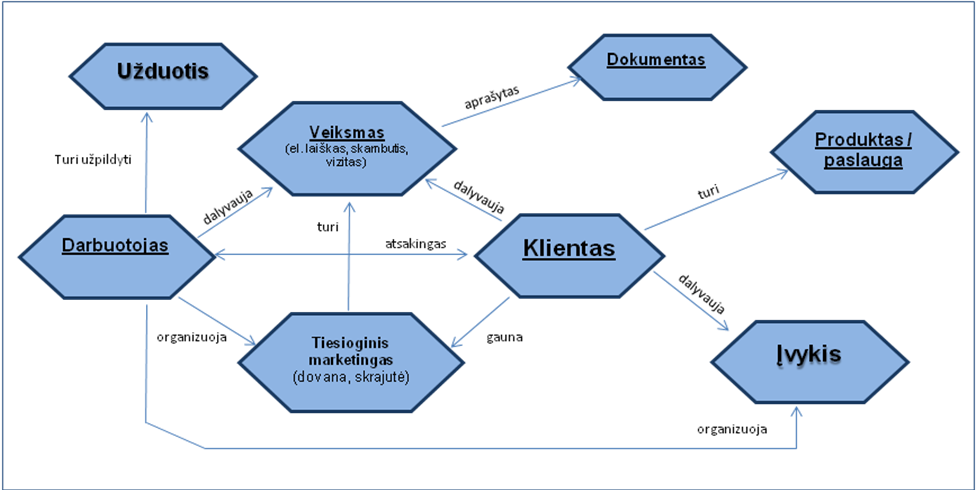 Užduotis
Dokumentas
aprašytas
Veiksmas
(el. laiškas, skambutis,
vizitas)
Produktas /
paslauga
Turi užpildyti
dalyvauja
dalyvauja
turi
turi
Darbuotojas
atsakingas
Klientas
dalyvauja
organizuoja
Tiesioginis
marketingas
(dovana, skrajutė)
gauna
Įvykis
organizuoja